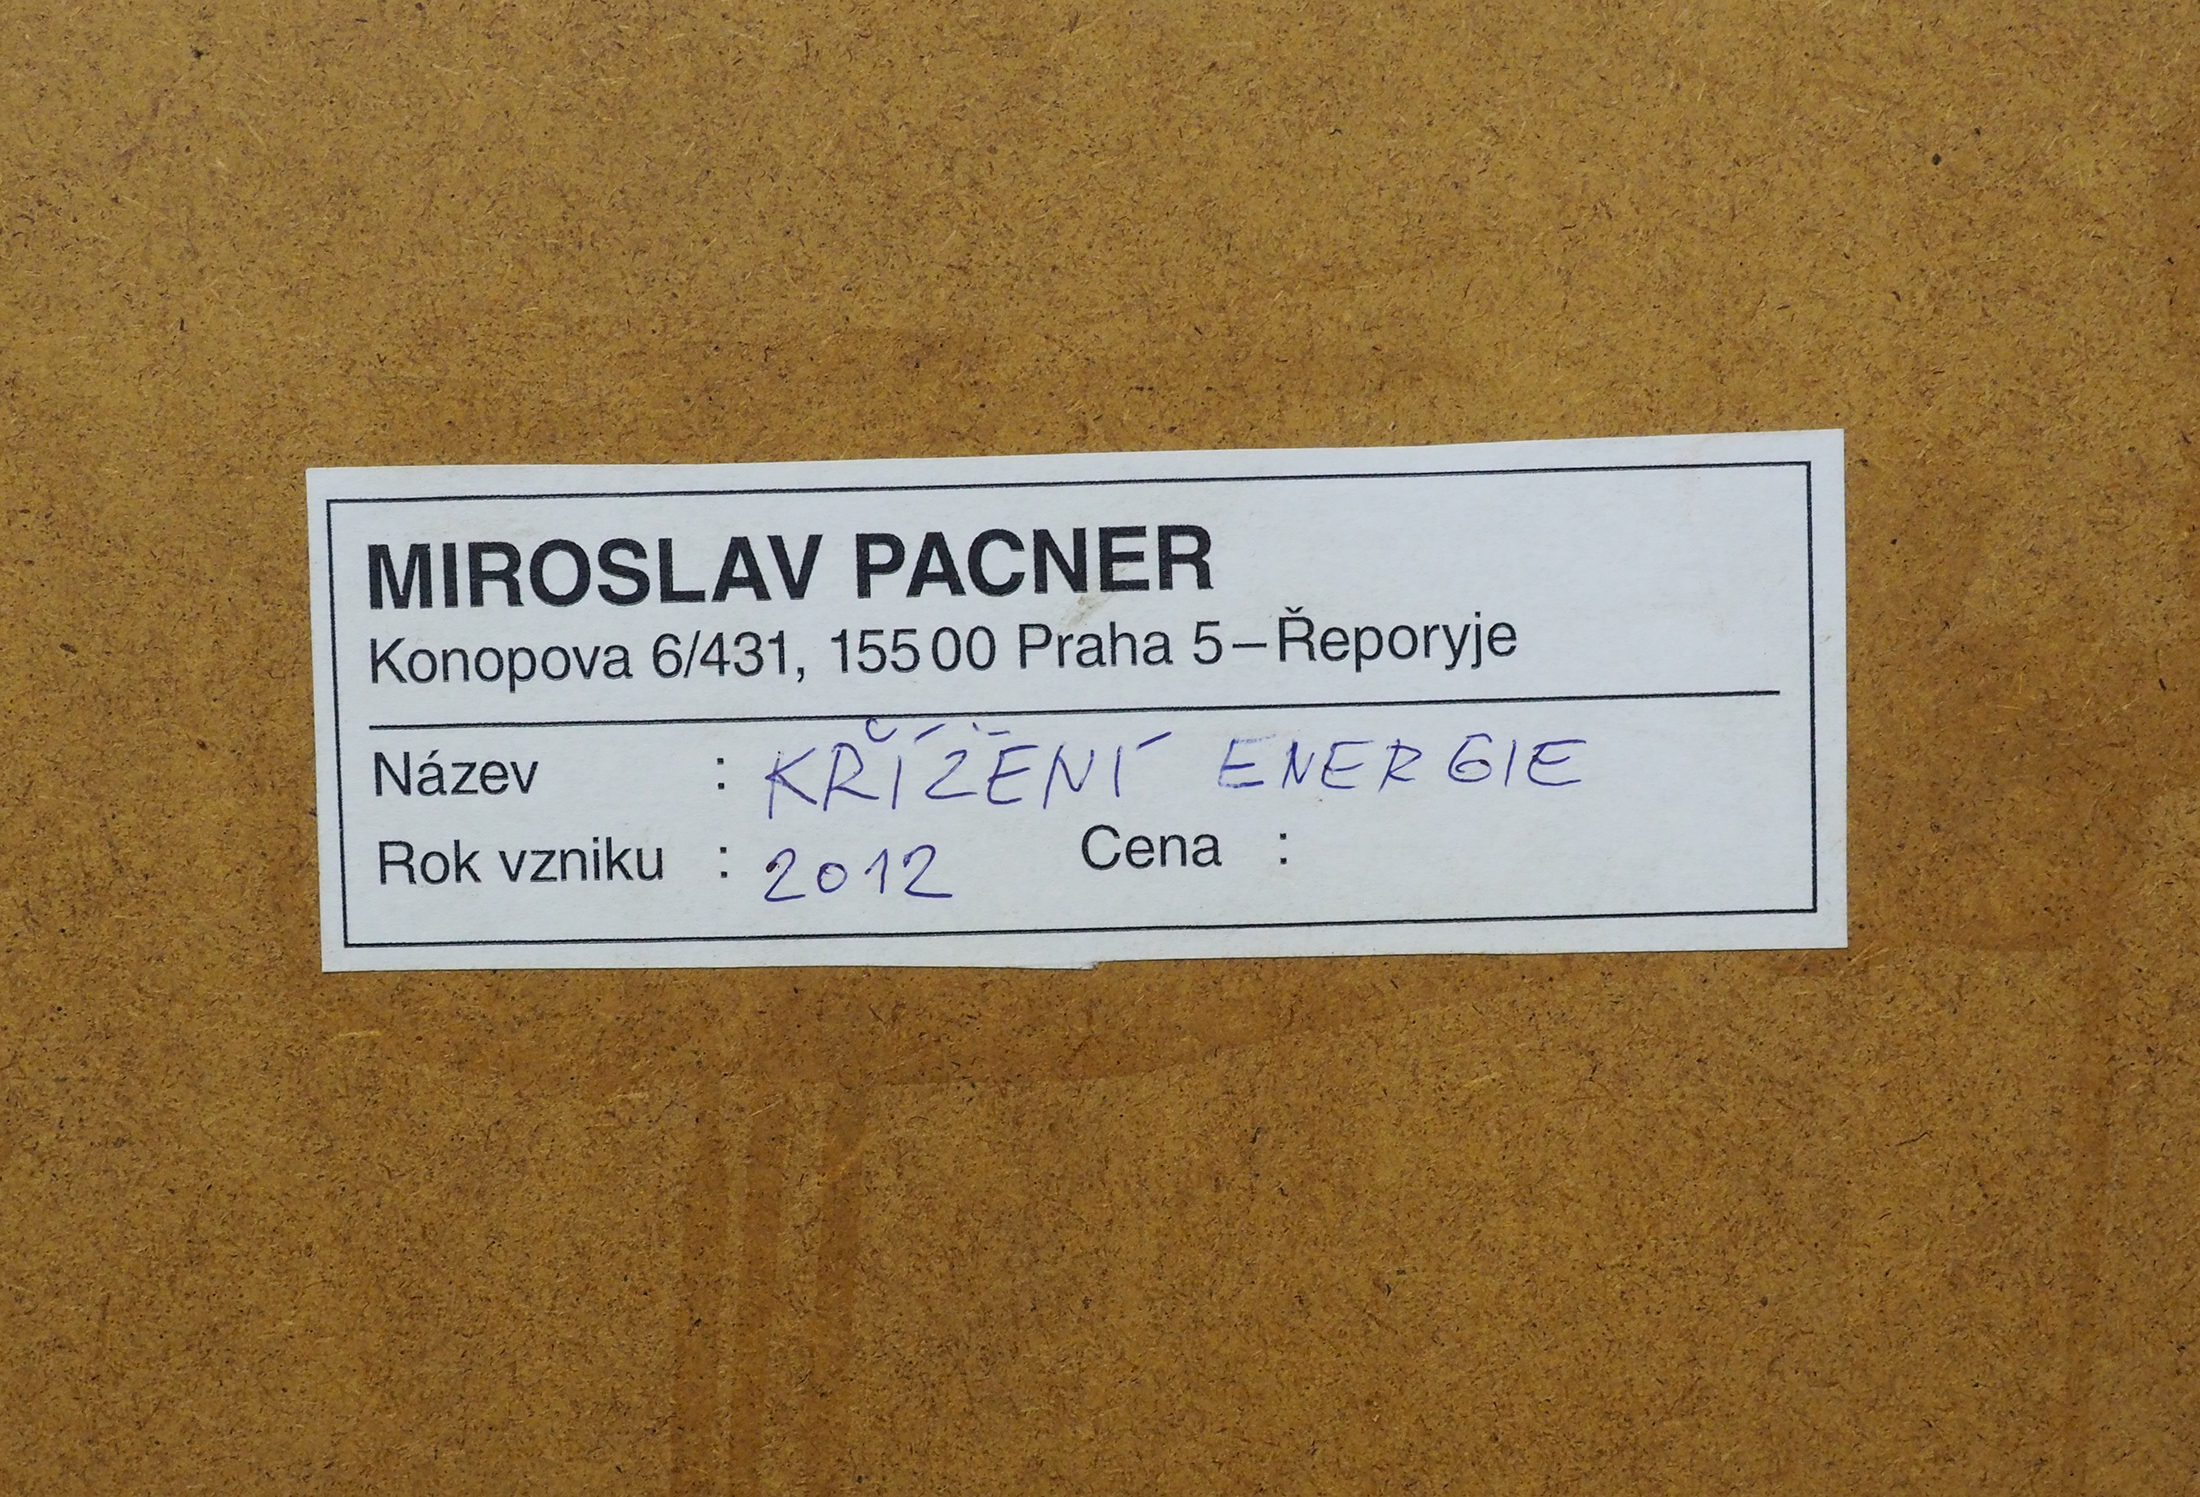 MIROSLAV PACNER
Konopova 6/431, 155 00 Praha 5–Řeporyje
Název : KŘÍŽENÍ ENERGIE
Rok vzniku : 2012 Cena :